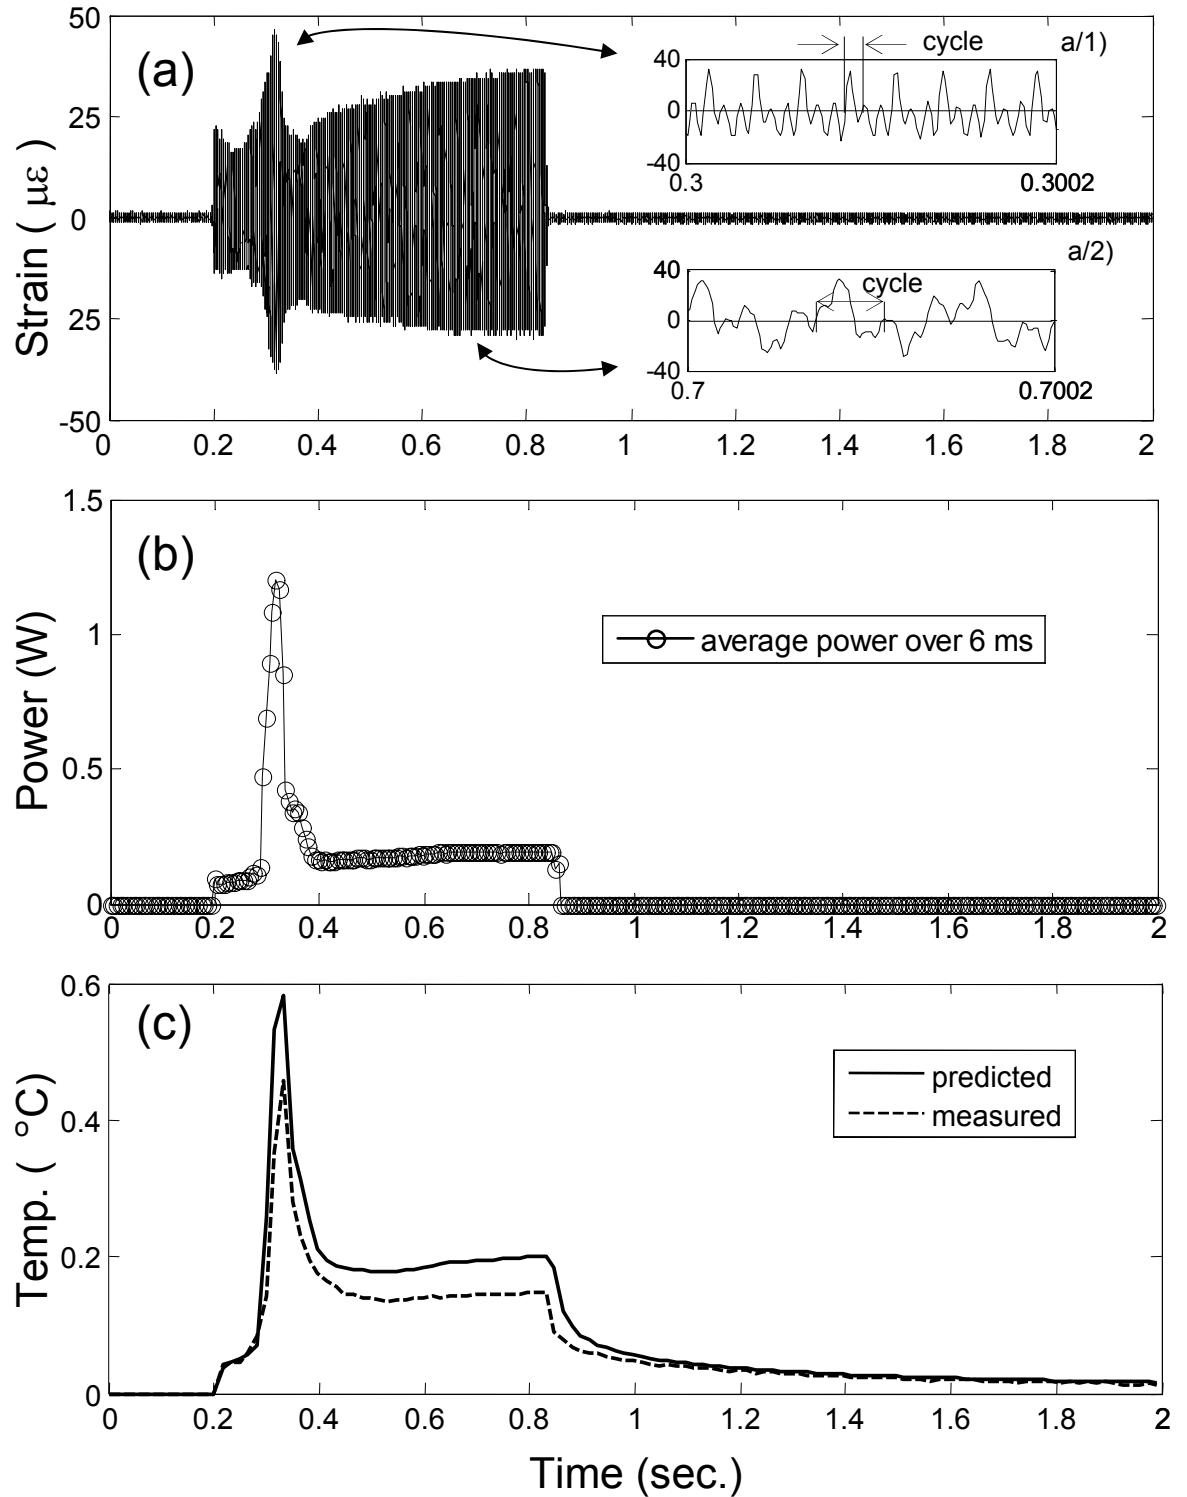 50
(a)
cycle
a/1)
40
0
-40
0.3
0.3002
25
Strain ( με)
0
a/2)
40
cycle
0
-40
0.7
0.7002
25
-50
0 0.2 0.4 0.6 0.8 1 1.2 1.4 1.6 1.8 2
1.5
(b)
average power over 6 ms
1
Power (W)
0.5
0
0 0.2 0.4 0.6 0.8 1 1.2 1.4 1.6 1.8 2
0.6
(c)
predicted
measured
0.4
Temp. ( °C)
0.2
0
0 0.2 0.4 0.6 0.8 1 1.2 1.4 1.6 1.8 2
Time (sec.)